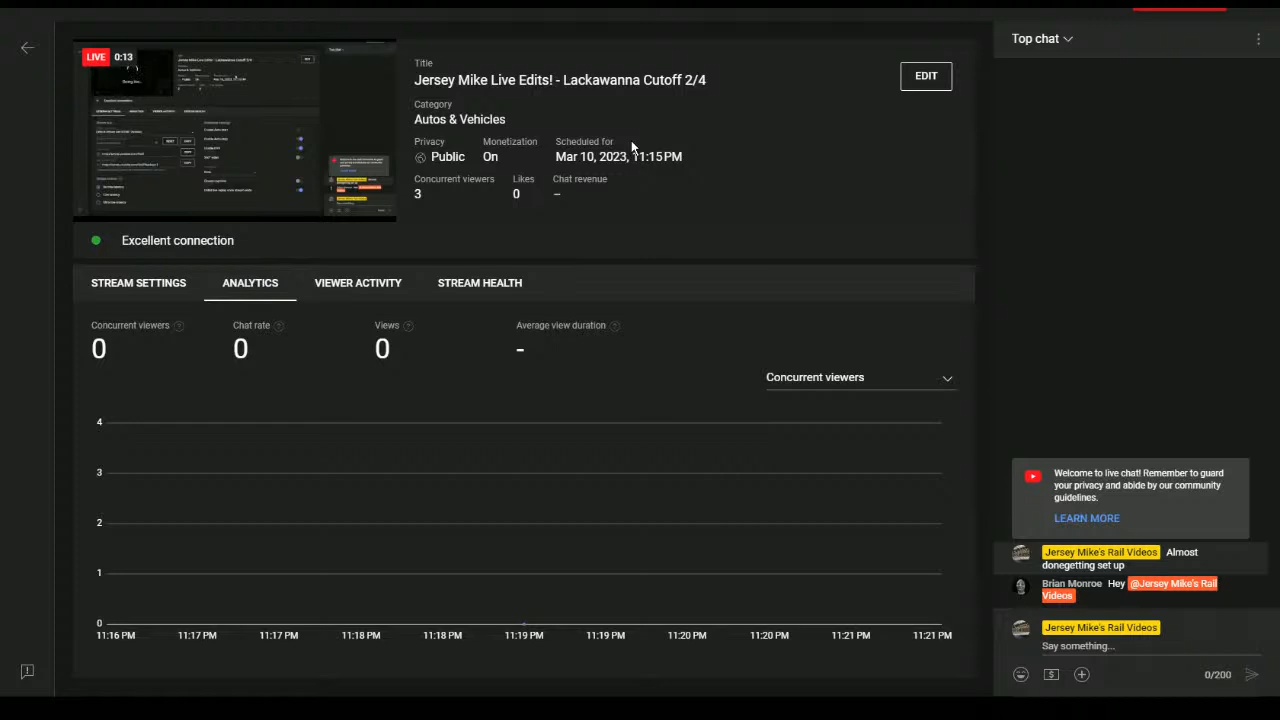 Top chat
LIVE 0:13
Title
Jersey Mike Live Edits! - Lackawanna Cutoff 2/4
EDIT
Category
Autos & Vehicles
Privacy Monetization Scheduled for
Public On Mar 10, 2023, 11:15 PM
Concurrent viewers Likes Chat revenue
3 0 –
Excellent connection
STREAM SETTINGS ANALYTICS VIEWER ACTIVITY STREAM HEALTH
Concurrent viewers ? Chat rate ? Views ? Average view duration ?
0 0 0 -
Concurrent viewers
4
3
2
1
0
11:16 PM 11:17 PM 11:17 PM 11:18 PM 11:18 PM 11:19 PM 11:19 PM 11:20 PM 11:20 PM 11:21 PM 11:21 PM
Welcome to live chat! Remember to guard
your privacy and abide by our community
guidelines.
LEARN MORE
Jersey Mike's Rail Videos Almost
donegetting set up
Brian Monroe Hey @Jersey Mike's Rail
Videos
Jersey Mike's Rail Videos
Say something...
0/200